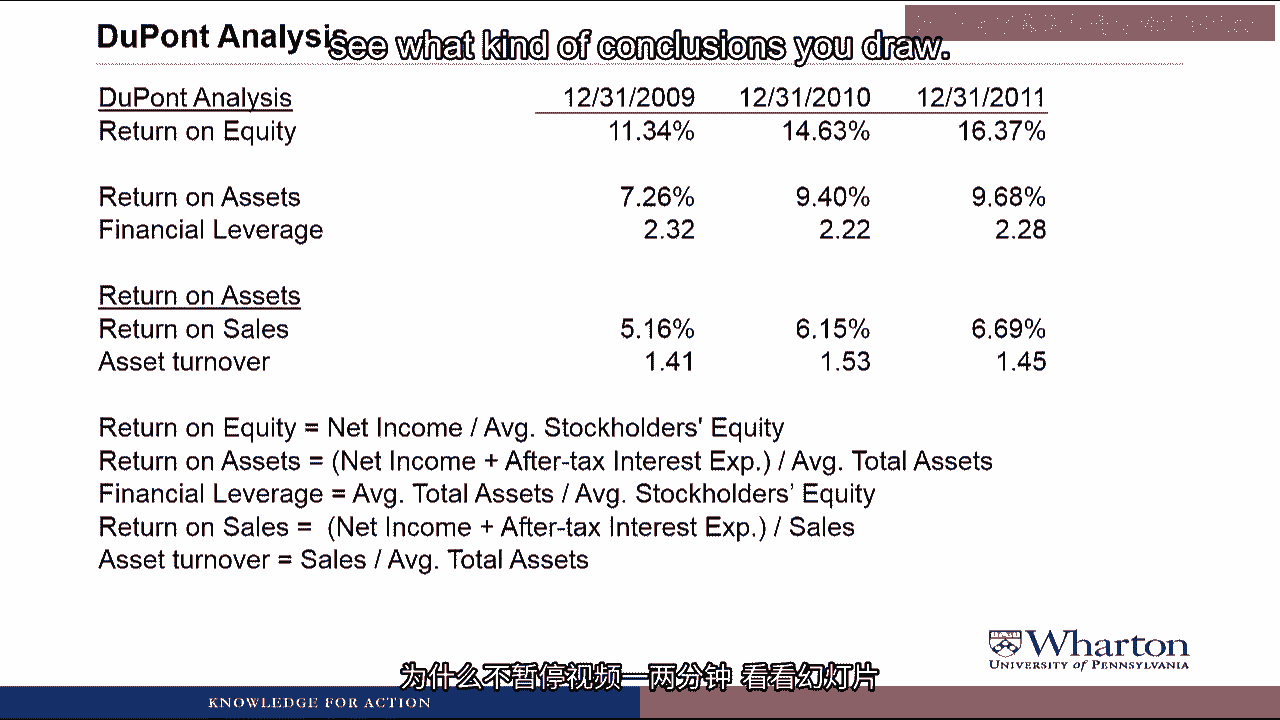 DuPont Analysis
see what kind of conclusions you draw.
DuPont Analysis 12/31/2009 12/31/2010 12/31/2011
Return on Equity 11.34% 14.63% 16.37%
Return on Assets 7.26% 9.40% 9.68%
Financial Leverage 2.32 2.22 2.28
Return on Assets
Return on Sales 5.16% 6.15% 6.69%
Asset turnover 1.41 1.53 1.45
Return on Equity = Net Income / Avg. Stockholders' Equity
Return on Assets = (Net Income + After-tax Interest Exp.) / Avg. Total Assets
Financial Leverage = Avg. Total Assets / Avg. Stockholders’ Equity
Return on Sales = (Net Income + After-tax Interest Exp.) / Sales
Asset turnover = Sales / Avg. Total Assets
Wharton
UNIVERSITY of PENNSYLVANIA
为什么不暂停视频一两分钟 看看幻灯片
KNOWLEDGE FOR ACTION